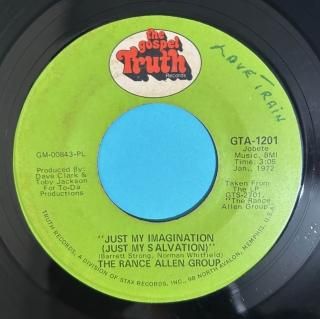 the
gospel
Truth
Records
LOVE TRAIN
GTA-1201
Jobete
Music, BMI
Time: 3:05
Jan., 1972
GM-00843-PL
Produced By:
Dave Clark &
Toby Jackson
For To-Da
Productions
Taken From
The LP
GTS-2701,
"The Rance
Allen Group."
"JUST MY IMAGINATION
(JUST MY SALVATION)"
(Barrett Strong, Norman Whitfield)
THE RANCE ALLEN GROUP
TRUTH RECORDS, A DIVISION OF STAX RECORDS, INC., 98 NORTH AVALON, MEMPHIS, U.S.A.